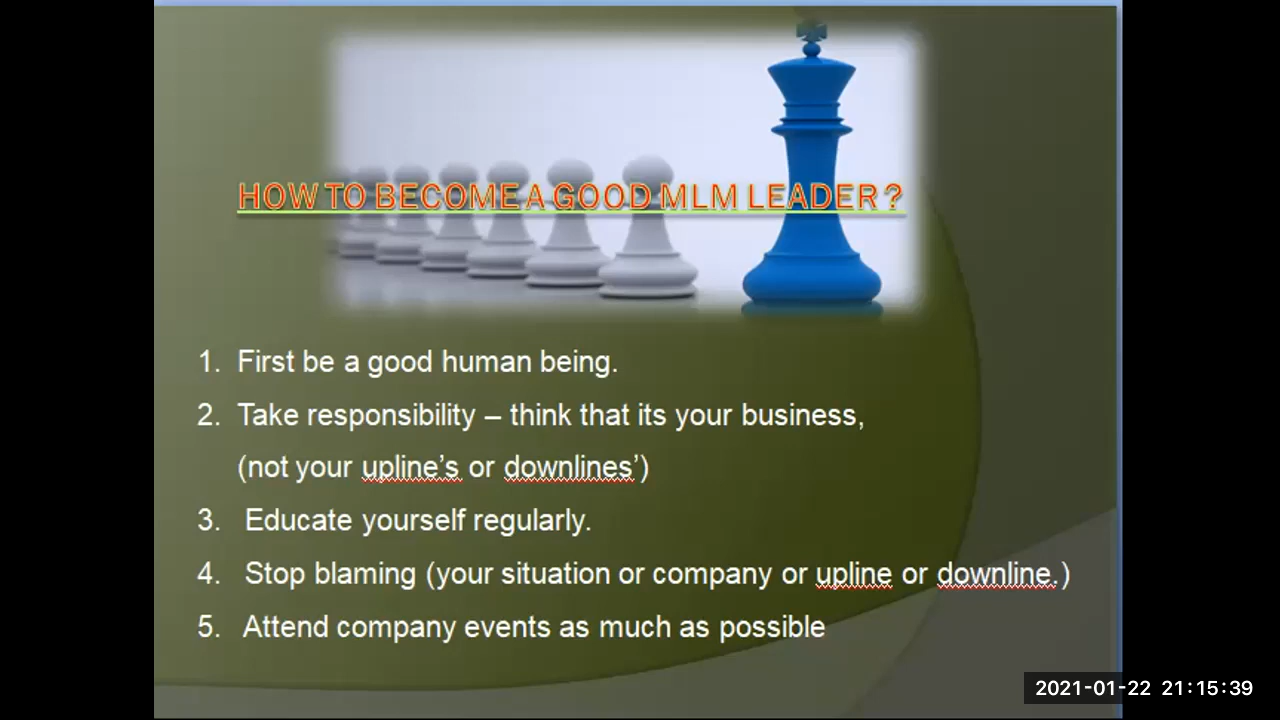 HOW TO BECOME A GOOD MLM LEADER ?
1. First be a good human being.
2. Take responsibility – think that its your business,
(not your upline’s or downlines’)
3. Educate yourself regularly.
4. Stop blaming (your situation or company or upline or downline.)
5. Attend company events as much as possible
2021-01-22 21:15:39